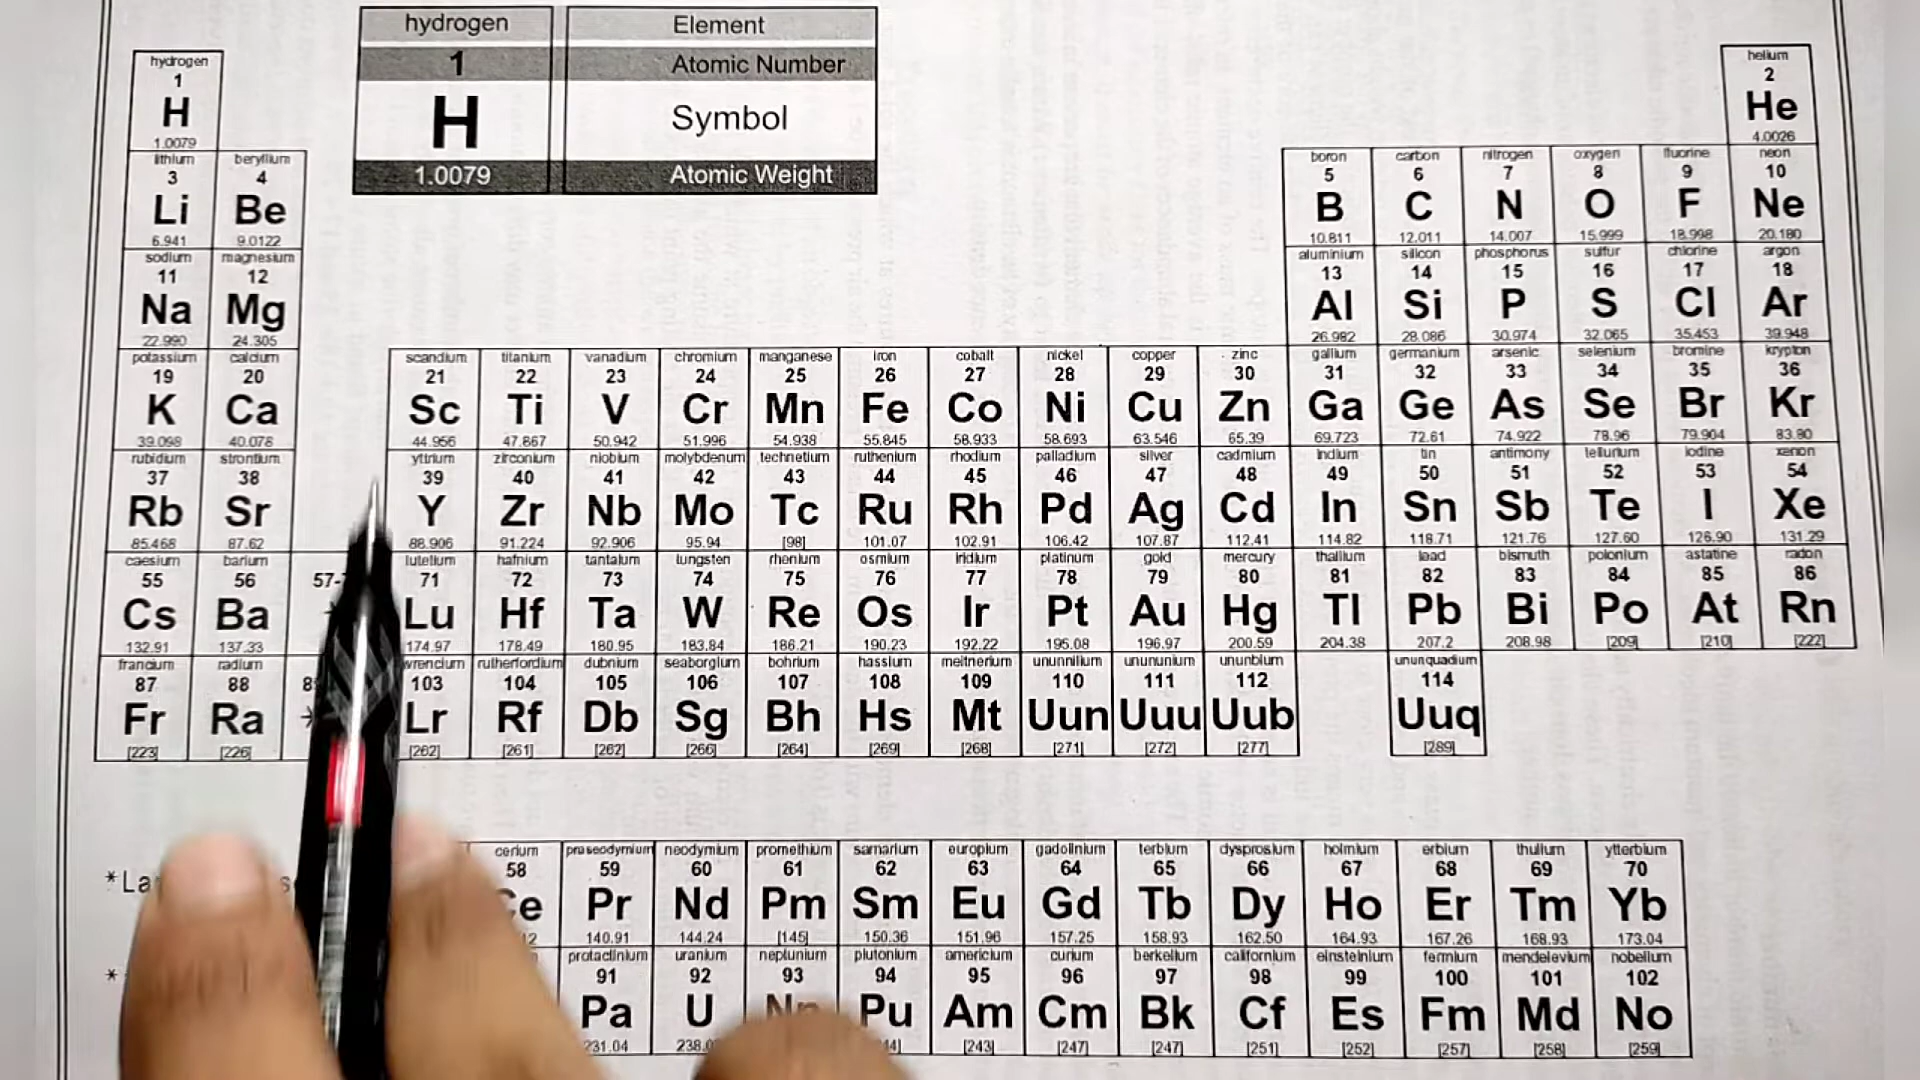 hydrogen Element
1 Atomic Number
H Symbol
1.0079 Atomic Weight
hydrogen helium
1 2
H He
1.0079 4.0026
lithium beryllium boron carbon nitrogen oxygen fluorine neon
3 4 5 6 7 8 9 10
Li Be B C N O F Ne
6.941 9.0122 10.811 12.011 14.007 15.999 18.998 20.180
sodium magnesium aluminium silicon phosphorus sulfur chlorine argon
11 12 13 14 15 16 17 18
Na Mg Al Si P S Cl Ar
22.990 24.305 26.982 28.086 30.974 32.065 35.453 39.948
potassium calcium scandium titanium vanadium chromium manganese iron cobalt nickel copper zinc gallium germanium arsenic selenium bromine krypton
19 20 21 22 23 24 25 26 27 28 29 30 31 32 33 34 35 36
K Ca Sc Ti V Cr Mn Fe Co Ni Cu Zn Ga Ge As Se Br Kr
39.098 40.078 44.956 47.867 50.942 51.996 54.938 55.845 58.933 58.693 63.546 65.39 69.723 72.61 74.922 78.96 79.904 83.80
rubidium strontium yttrium zirconium niobium molybdenum technetium ruthenium rhodium palladium silver cadmium indium tin antimony tellurium iodine xenon
37 38 39 40 41 42 43 44 45 46 47 48 49 50 51 52 53 54
Rb Sr Y Zr Nb Mo Tc Ru Rh Pd Ag Cd In Sn Sb Te I Xe
85.468 87.62 88.906 91.224 92.906 95.94 [98] 101.07 102.91 106.42 107.87 112.41 114.82 118.71 121.76 127.60 126.90 131.29
caesium barium lutetium hafnium tantalum tungsten rhenium osmium iridium platinum gold mercury thallium lead bismuth polonium astatine radon
55 56 57- 71 72 73 74 75 76 77 78 79 80 81 82 83 84 85 86
Cs Ba Lu Hf Ta W Re Os Ir Pt Au Hg Tl Pb Bi Po At Rn
132.91 137.33 174.97 178.49 180.95 183.84 186.21 190.23 192.22 195.08 196.97 200.59 204.38 207.2 208.98 [209] [210] [222]
francium radium wrencium rutherfordium dubnium seaborgium bohrium hassium meitnerium ununnilium unununium ununbium ununquadium
87 88 103 104 105 106 107 108 109 110 111 112 114
Fr Ra Lr Rf Db Sg Bh Hs Mt Uun Uuu Uub Uuq
[223] [226] [262] [261] [262] [266] [264] [269] [268] [271] [272] [277] [289]
cerium praseodymium neodymium promethium samarium europium gadolinium terbium dysprosium holmium erbium thulium ytterbium
58 59 60 61 62 63 64 65 66 67 68 69 70
*La Ce Pr Nd Pm Sm Eu Gd Tb Dy Ho Er Tm Yb
140.91 144.24 [145] 150.36 151.96 157.25 158.93 162.50 164.93 167.26 168.93 173.04
protactinium uranium neptunium plutonium americium curium berkelium californium einsteinium fermium mendelevium nobelium
91 92 93 94 95 96 97 98 99 100 101 102
Pa U Np Pu Am Cm Bk Cf Es Fm Md No
231.04 238.0 [243] [247] [247] [251] [252] [257] [258] [259]